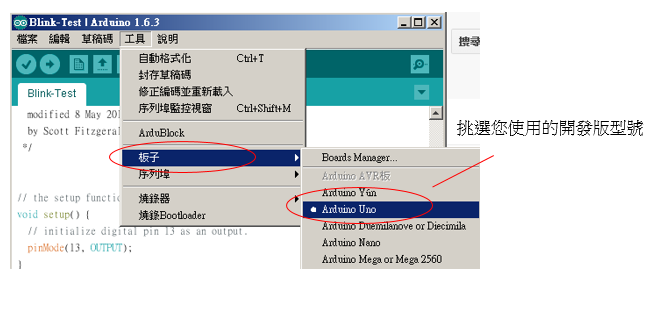 Blink-Test | Arduino 1.6.3
檔案 編輯 草稿碼 工具 說明
自動格式化 Ctrl+T
封存草稿碼
修正編碼並重新載入
序列埠監控視窗 Ctrl+Shift+M
ArduBlock
板子
序列埠
燒錄器
燒錄Bootloader
Blink-Test
modified 8 May 201
by Scott Fitzgeral
*/
// the setup functio
void setup() {
// initialize digital pin 13 as an output.
pinMode(13, OUTPUT);
}
Boards Manager...
Arduino AVR板
Arduino Yún
Arduino Uno
Arduino Duemilanove or Diecimila
Arduino Nano
Arduino Mega or Mega 2560
搜尋
挑選您使用的開發版型號